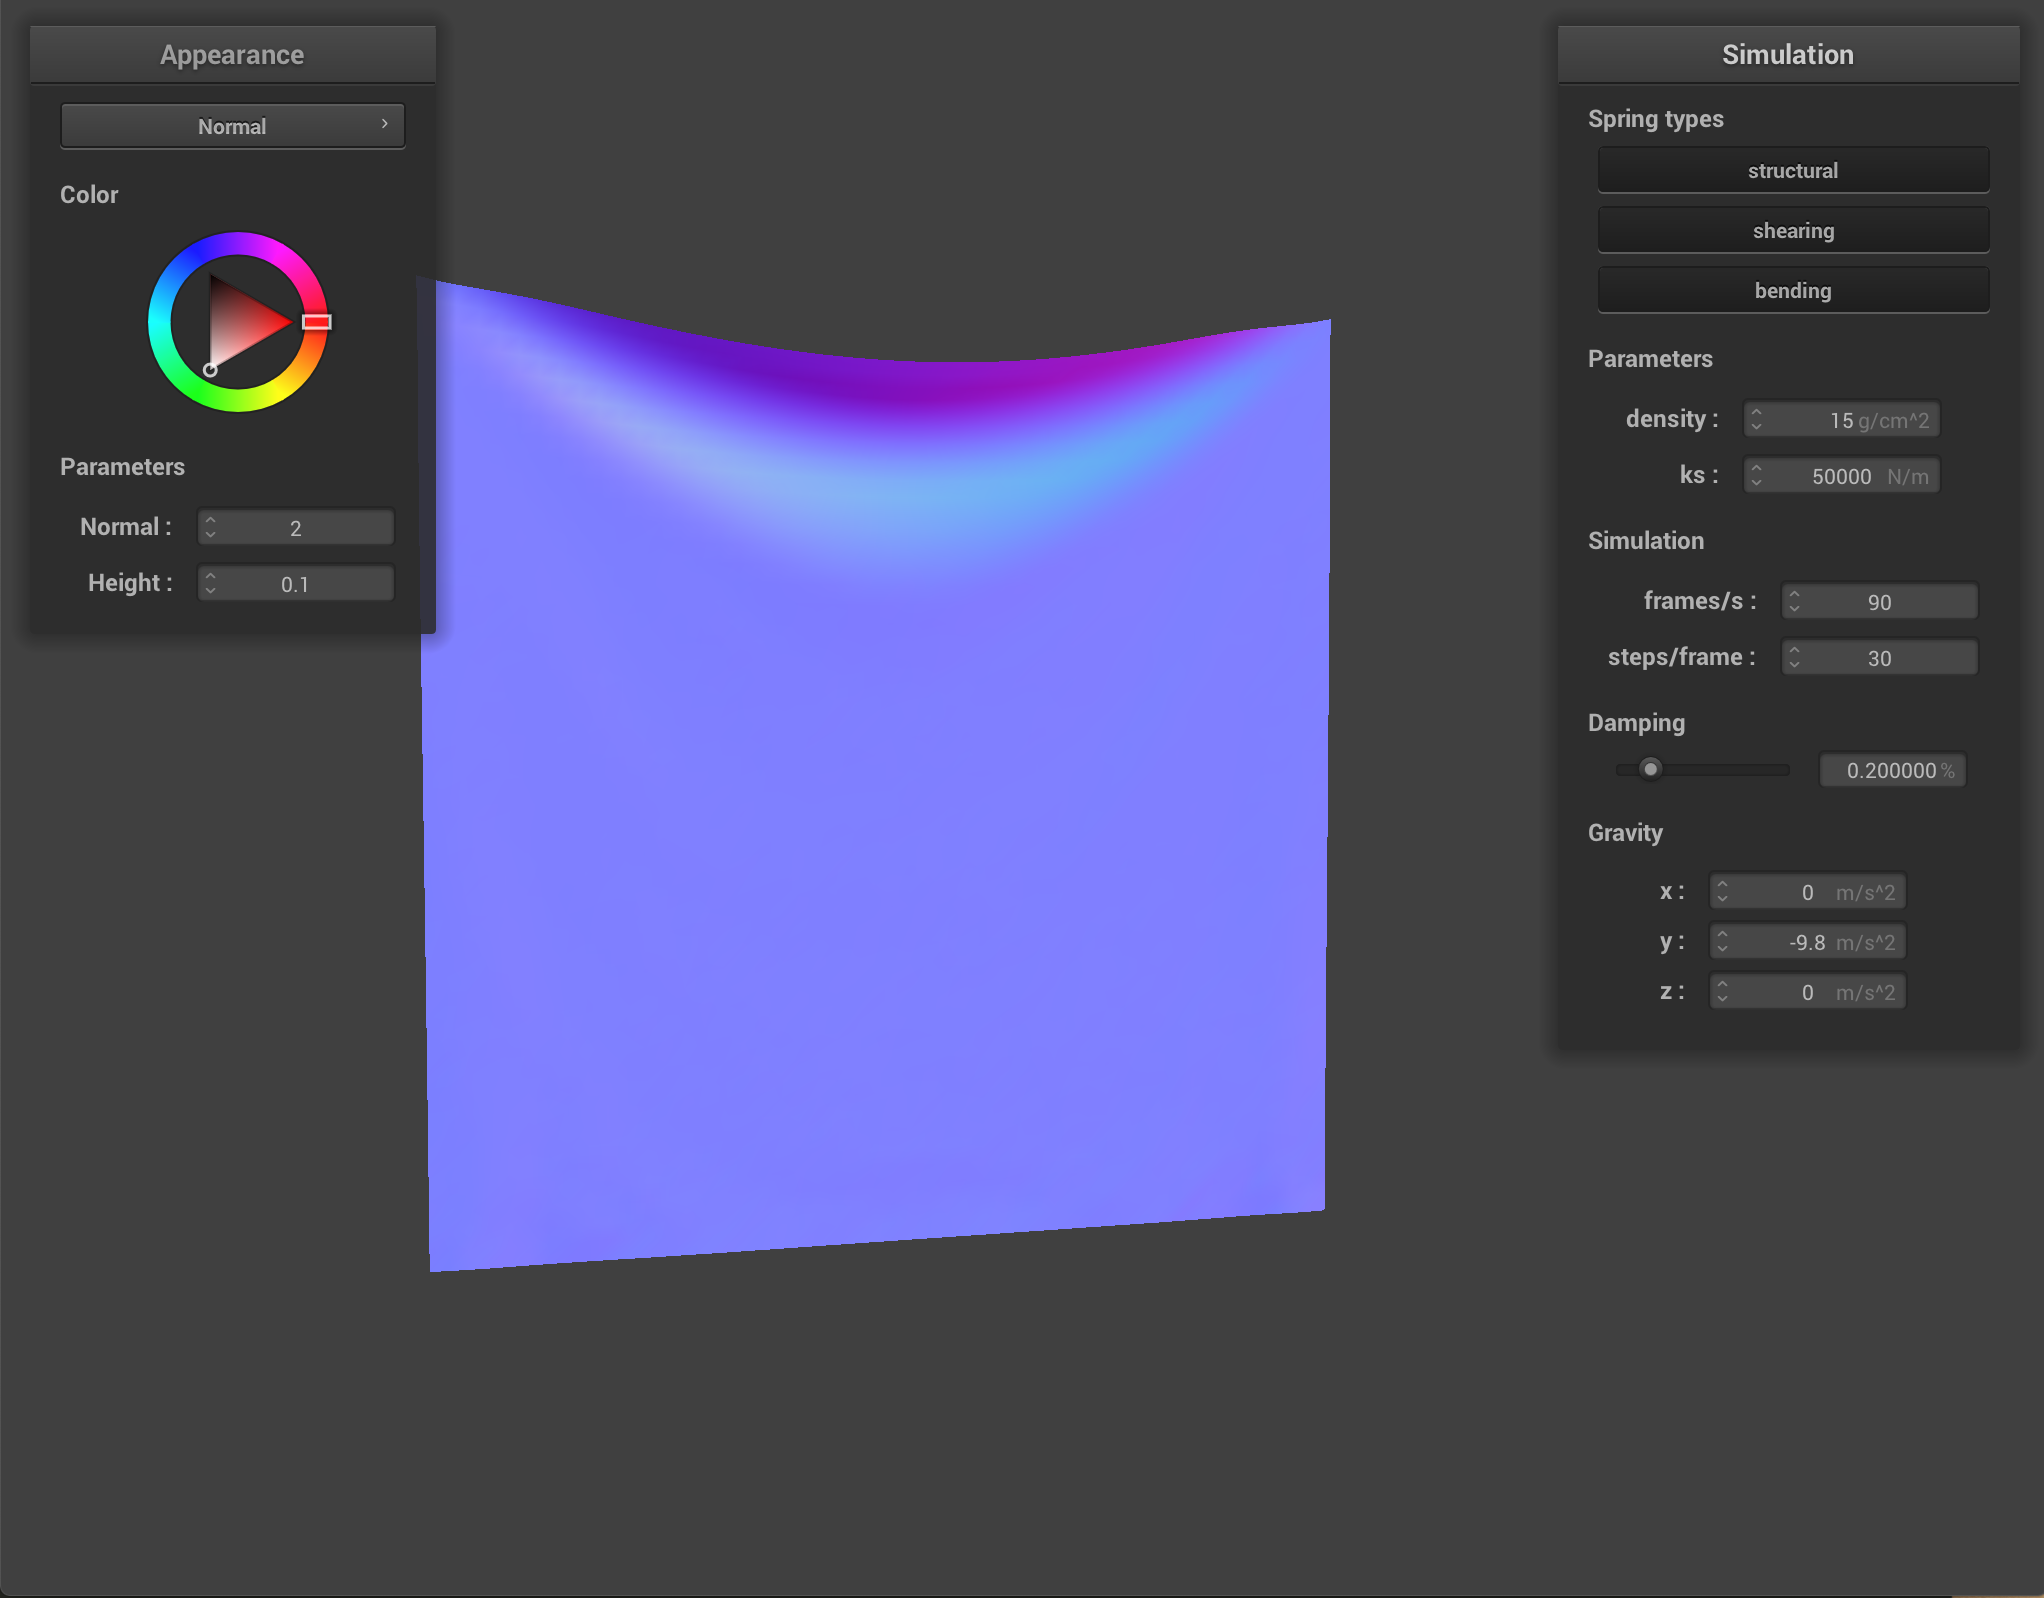 Appearance
Normal
Color
Parameters
Normal : 2
Height : 0.1
Simulation
Spring types
structural
shearing
bending
Parameters
density : 15 g/cm^2
ks : 50000 N/m
Simulation
frames/s : 90
steps/frame : 30
Damping
0.200000 %
Gravity
x : 0 m/s^2
y : -9.8 m/s^2
z : 0 m/s^2